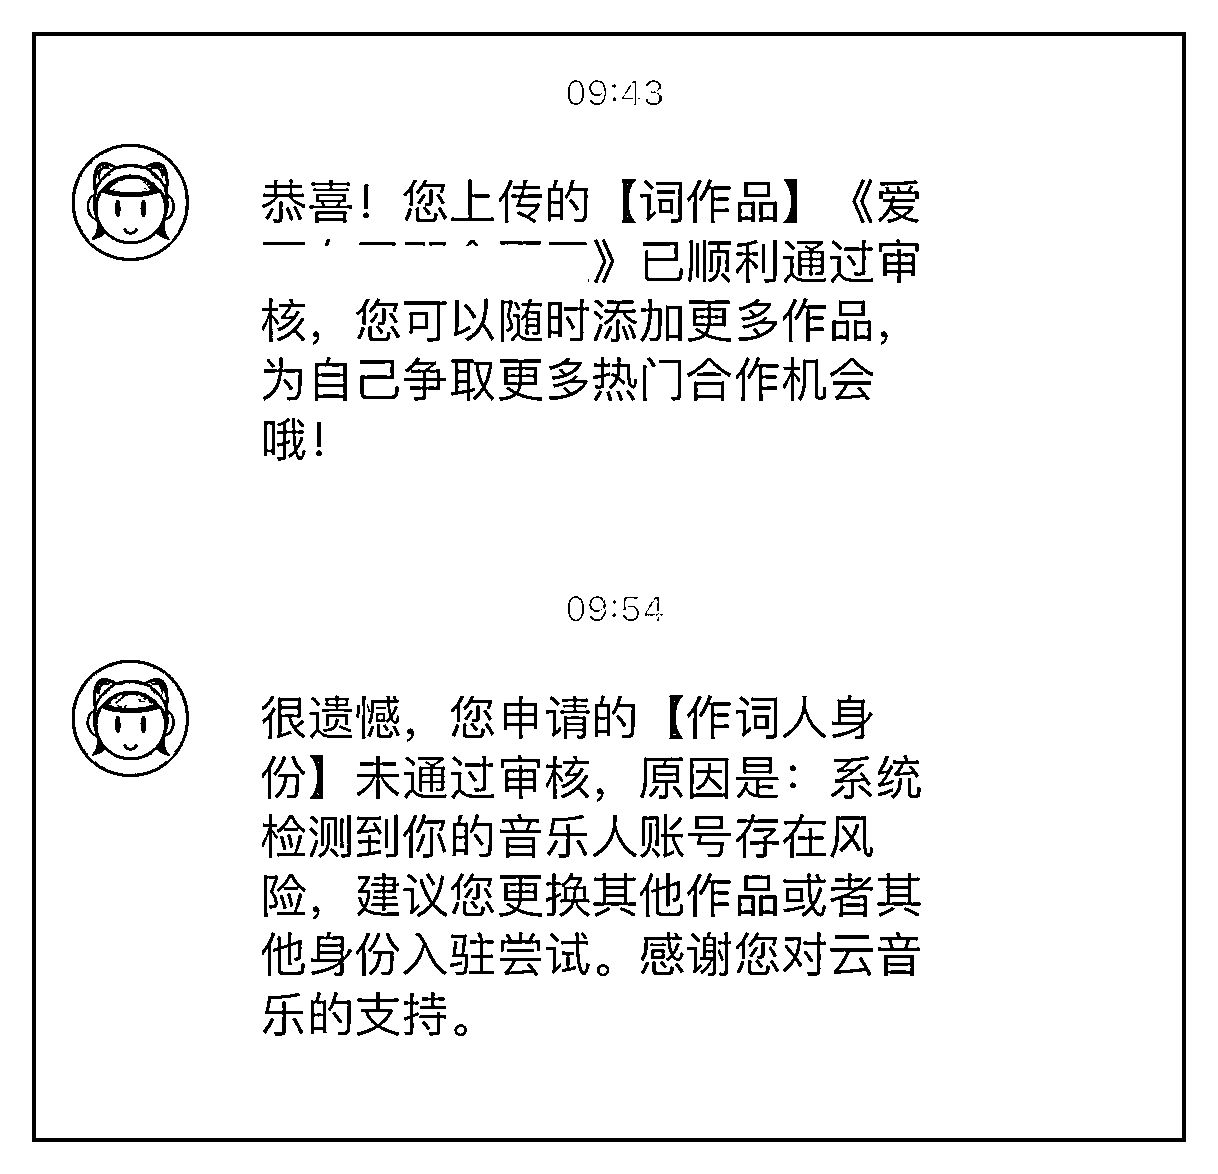 09:43
恭喜！您上传的【词作品】《爱
》已顺利通过审
核，您可以随时添加更多作品，
为自己争取更多热门合作机会
哦！
09:54
很遗憾，您申请的【作词人身
份】未通过审核，原因是：系统
检测到你的音乐人账号存在风
险，建议您更换其他作品或者其
他身份入驻尝试。感谢您对云音
乐的支持。